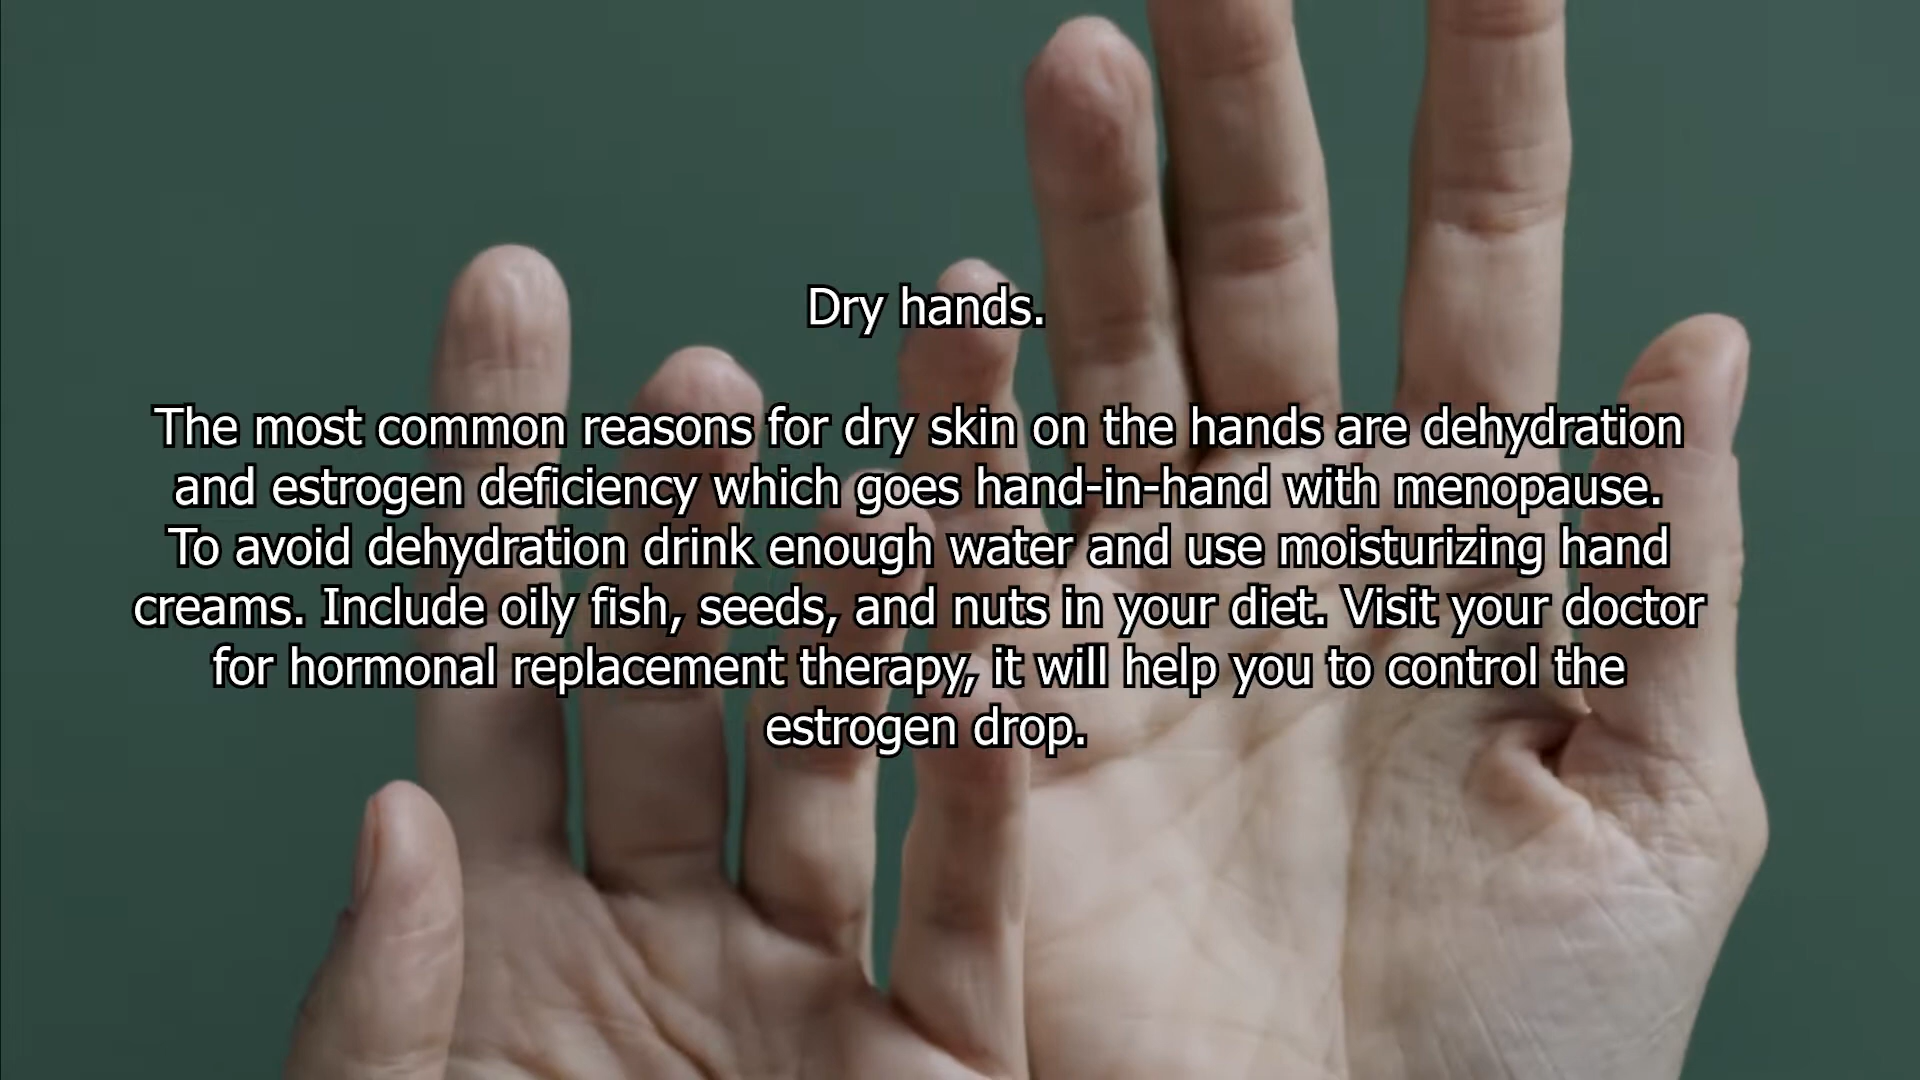 Dry hands.
The most common reasons for dry skin on the hands are dehydration
and estrogen deficiency which goes hand-in-hand with menopause.
To avoid dehydration drink enough water and use moisturizing hand
creams. Include oily fish, seeds, and nuts in your diet. Visit your doctor
for hormonal replacement therapy, it will help you to control the
estrogen drop.